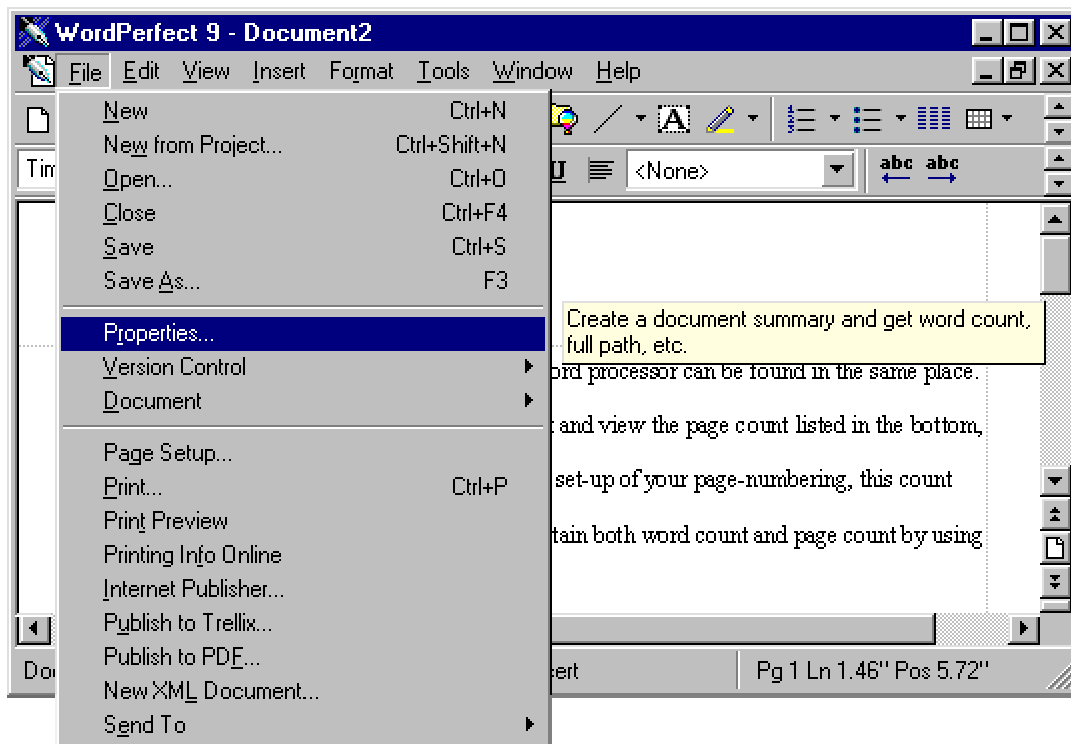 WordPerfect 9 - Document2
File Edit View Insert Format Tools Window Help
New Ctrl+N
New from Project... Ctrl+Shift+N
Tim
U
<None>
abc abc
Open... Ctrl+O
Close Ctrl+F4
Save Ctrl+S
Save As... F3
Properties...
Create a document summary and get word count,
full path, etc.
Version Control
word processor can be found in the same place.
Document
and view the page count listed in the bottom,
Page Setup...
Print... Ctrl+P
set-up of your page-numbering, this count
Print Preview
both word count and page count by using
Printing Info Online
Internet Publisher...
Publish to Trellix...
Publish to PDF...
Pg 1 Ln 1.46" Pos 5.72"
New XML Document...
Send To